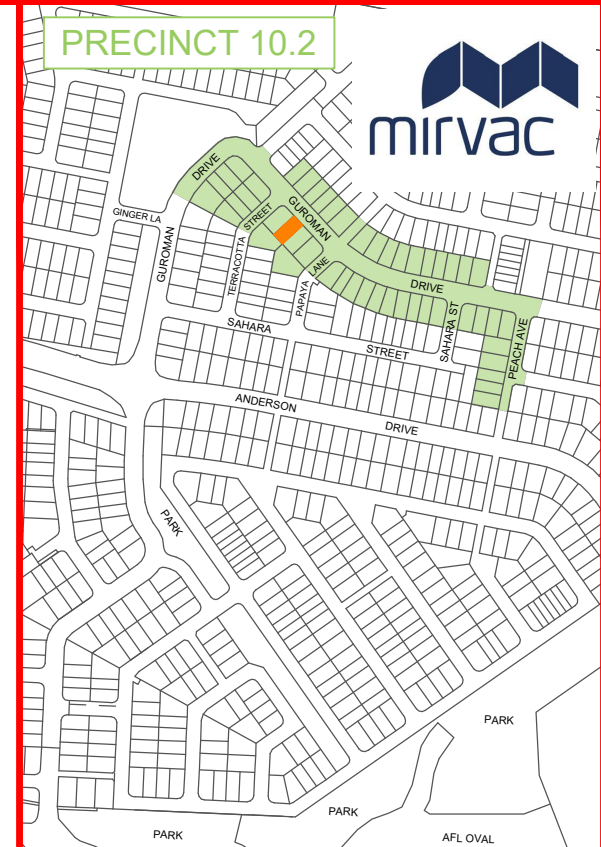 PRECINCT 10.2
mirvac
DRIVE
GINGER LA
STREET
GUROMAN
GUROMAN
TERRACOTTA
PAPAYA
LANE
DRIVE
SAHARA
STREET
SAHARA ST
PEACH AVE
ANDERSON
DRIVE
PARK
PARK
PARK
PARK
AFL OVAL